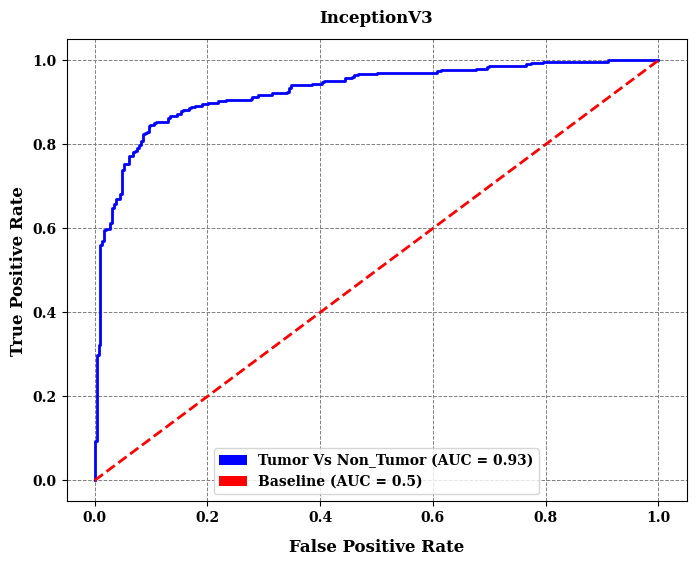 InceptionV3
True Positive Rate
1.0
0.8
0.6
0.4
0.2
0.0
Tumor Vs Non_Tumor (AUC = 0.93)
Baseline (AUC = 0.5)
0.0 0.2 0.4 0.6 0.8 1.0
False Positive Rate